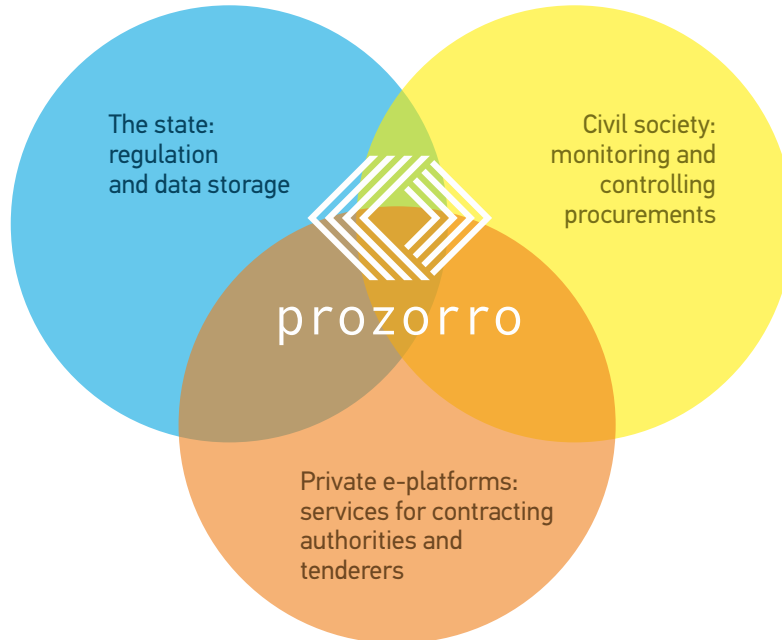 The state:
regulation
and data storage
Civil society:
monitoring and
controlling
procurements
prozorro
Private e-platforms:
services for contracting
authorities and
tenderers